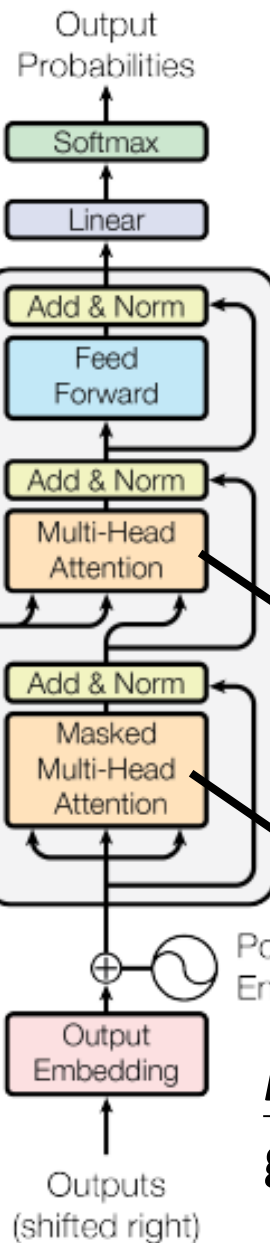 Output
Probabilities
Softmax
Linear
Add & Norm
Feed
Forward
Add & Norm
Multi-Head
Attention
Add & Norm
Masked
Multi-Head
Attention
Output
Embedding
Outputs
(shifted right)